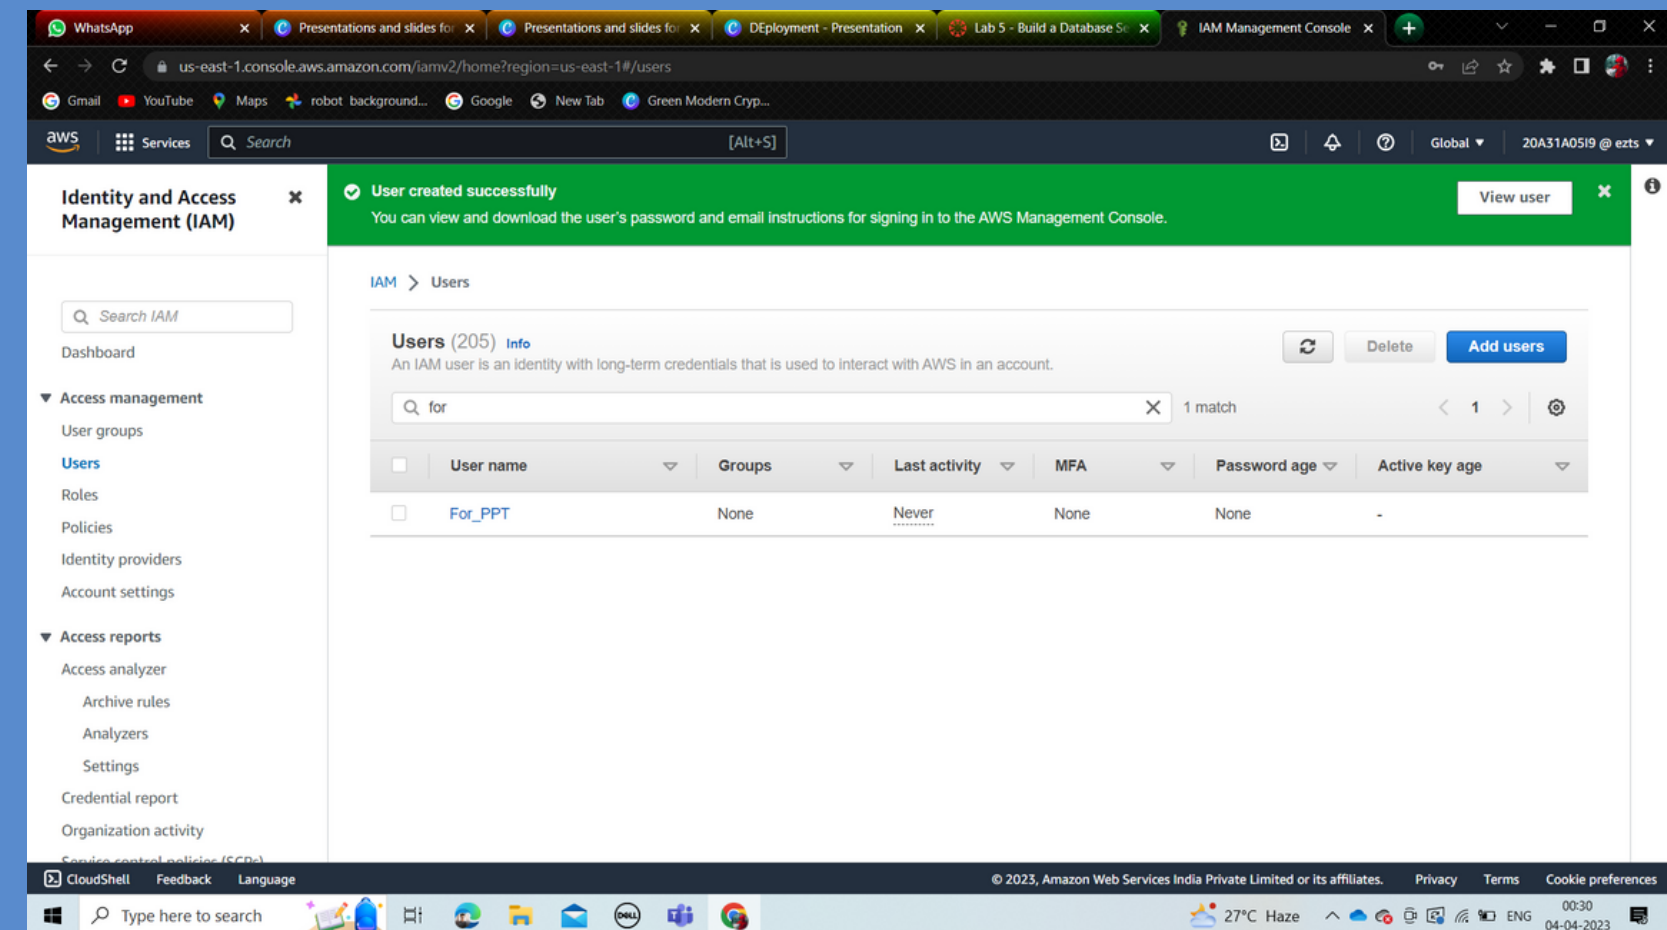 WhatsApp
Presentations and slides for
Presentations and slides for
DEployment - Presentation
Lab 5 - Build a Database Se
IAM Management Console
us-east-1.console.aws.amazon.com/iamv2/home?region=us-east-1#/users
Gmail YouTube Maps robot background... Google New Tab Green Modern Cryp...
aws Services Search [Alt+S] Global 20A31A05I9 @ ezts
Identity and Access Management (IAM)
Search IAM
Dashboard
Access management
User groups
Users
Roles
Policies
Identity providers
Account settings
Access reports
Access analyzer
Archive rules
Analyzers
Settings
Credential report
Organization activity
Service control policies (SCPs)
User created successfully
You can view and download the user's password and email instructions for signing in to the AWS Management Console.
View user
IAM > Users
Users (205) Info
An IAM user is an identity with long-term credentials that is used to interact with AWS in an account.
Delete
Add users
for
1 match
1
User name Groups Last activity MFA Password age Active key age
For_PPT None Never None None -
CloudShell Feedback Language © 2023, Amazon Web Services India Private Limited or its affiliates. Privacy Terms Cookie preferences
Type here to search DELL 27°C Haze ENG 00:30
04-04-2023